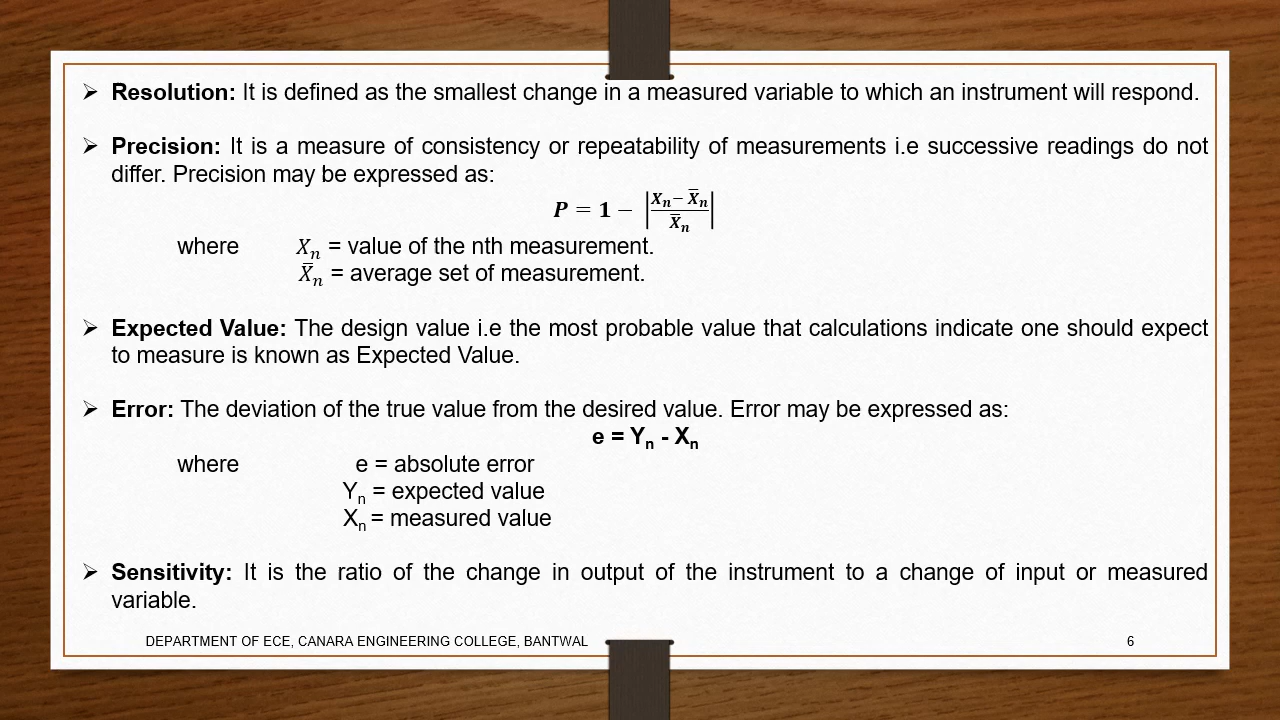 ➢ Resolution: It is defined as the smallest change in a measured variable to which an instrument will respond.
➢ Precision: It is a measure of consistency or repeatability of measurements i.e successive readings do not
differ. Precision may be expressed as:
P = 1 − |(Xₙ − X̅ₙ) / X̅ₙ|
where Xₙ = value of the nth measurement.
X̅ₙ = average set of measurement.
➢ Expected Value: The design value i.e the most probable value that calculations indicate one should expect
to measure is known as Expected Value.
➢ Error: The deviation of the true value from the desired value. Error may be expressed as:
e = Yₙ - Xₙ
where e = absolute error
Yₙ = expected value
Xₙ = measured value
➢ Sensitivity: It is the ratio of the change in output of the instrument to a change of input or measured
variable.
DEPARTMENT OF ECE, CANARA ENGINEERING COLLEGE, BANTWAL 6